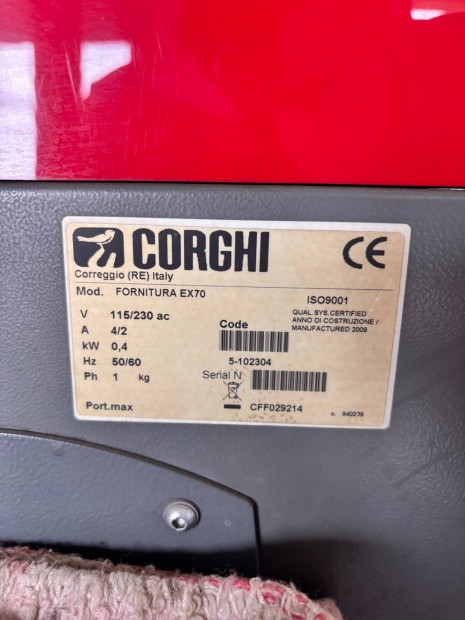 CORGHI CE
Correggio (RE) Italy
Mod. FORNITURA EX70
ISO9001
QUAL.SYS.CERTIFIED
ANNO DI COSTRUZIONE /
MANUFACTURED 2009
V 115/230 ac
A 4/2
kW 0,4
Hz 50/60
Ph 1 kg
Port.max
Code
5-102304
Serial N
CFF029214
o. 940239